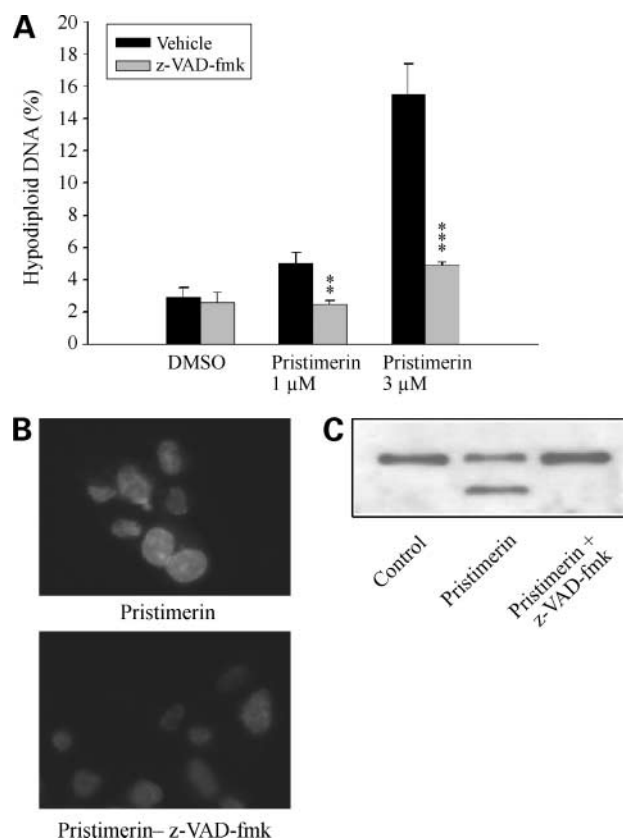 A
20
18
16
14
12
10
8
6
4
2
0
Hypodiploid DNA (%)
Vehicle
z-VAD-fmk
**
***
DMSO
Pristimerin
1 µM
Pristimerin
3 µM
B
Pristimerin
Pristimerin– z-VAD-fmk
C
Control
Pristimerin
Pristimerin +
z-VAD-fmk